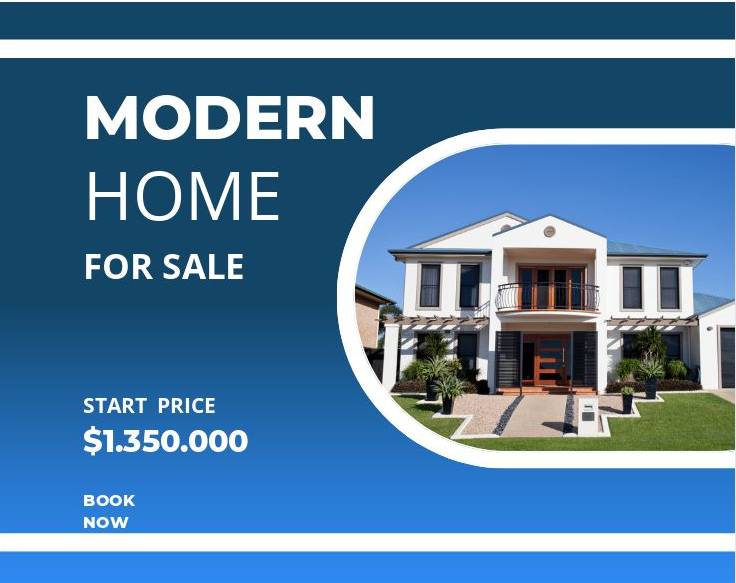 MODERN
HOME
FOR SALE
START PRICE
$1.350.000
BOOK
NOW